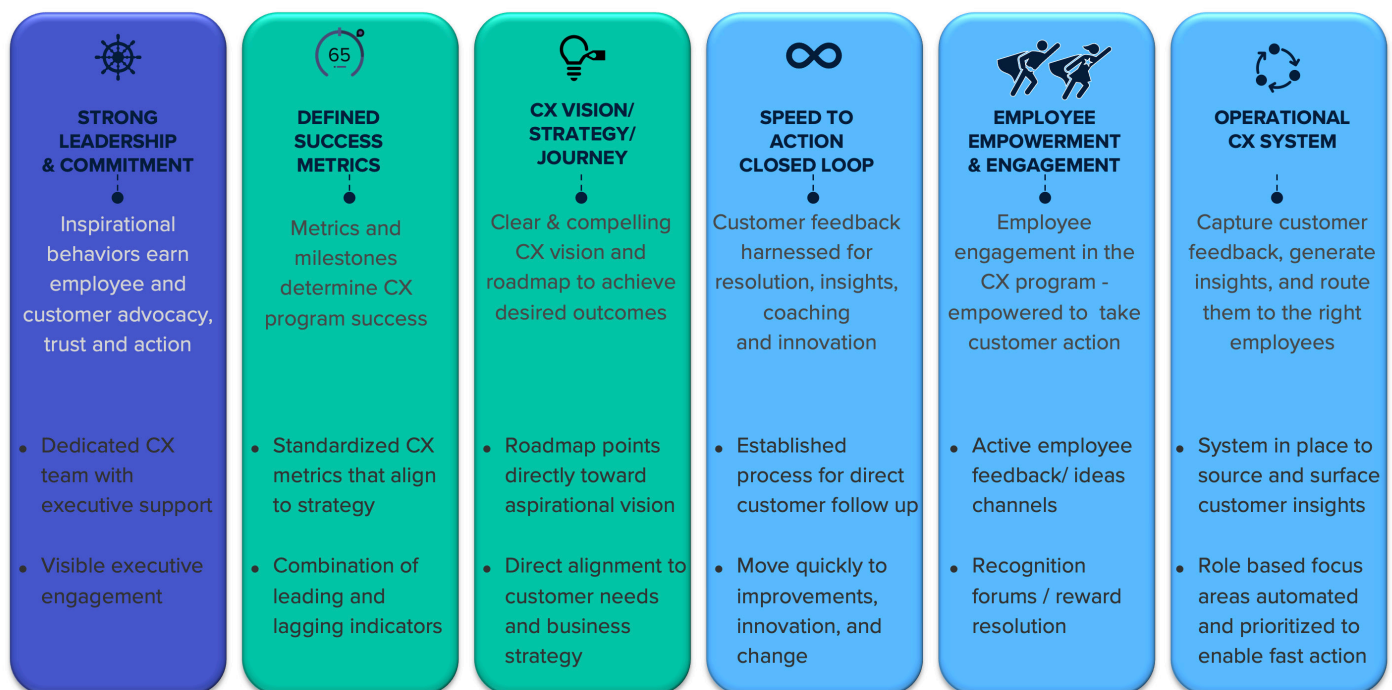 STRONG
LEADERSHIP
& COMMITMENT
Inspirational
behaviors earn
employee and
customer advocacy,
trust and action
• Dedicated CX
team with
executive support
• Visible executive
engagement
65
DEFINED
SUCCESS
METRICS
Metrics and
milestones
determine CX
program success
• Standardized CX
metrics that align
to strategy
• Combination of
leading and
lagging indicators
CX VISION/
STRATEGY/
JOURNEY
Clear & compelling
CX vision and
roadmap to achieve
desired outcomes
• Roadmap points
directly toward
aspirational vision
• Direct alignment to
customer needs
and business
strategy
SPEED TO
ACTION
CLOSED LOOP
Customer feedback
harnessed for
resolution, insights,
coaching
and innovation
• Established
process for direct
customer follow up
• Move quickly to
improvements,
innovation, and
change
EMPLOYEE
EMPOWERMENT
& ENGAGEMENT
Employee
engagement in the
CX program -
empowered to  take
customer action
• Active employee
feedback/ ideas
channels
• Recognition
forums / reward
resolution
OPERATIONAL
CX SYSTEM
Capture customer
feedback, generate
insights, and route
them to the right
employees
• System in place to
source and surface
customer insights
• Role based focus
areas automated
and prioritized to
enable fast action